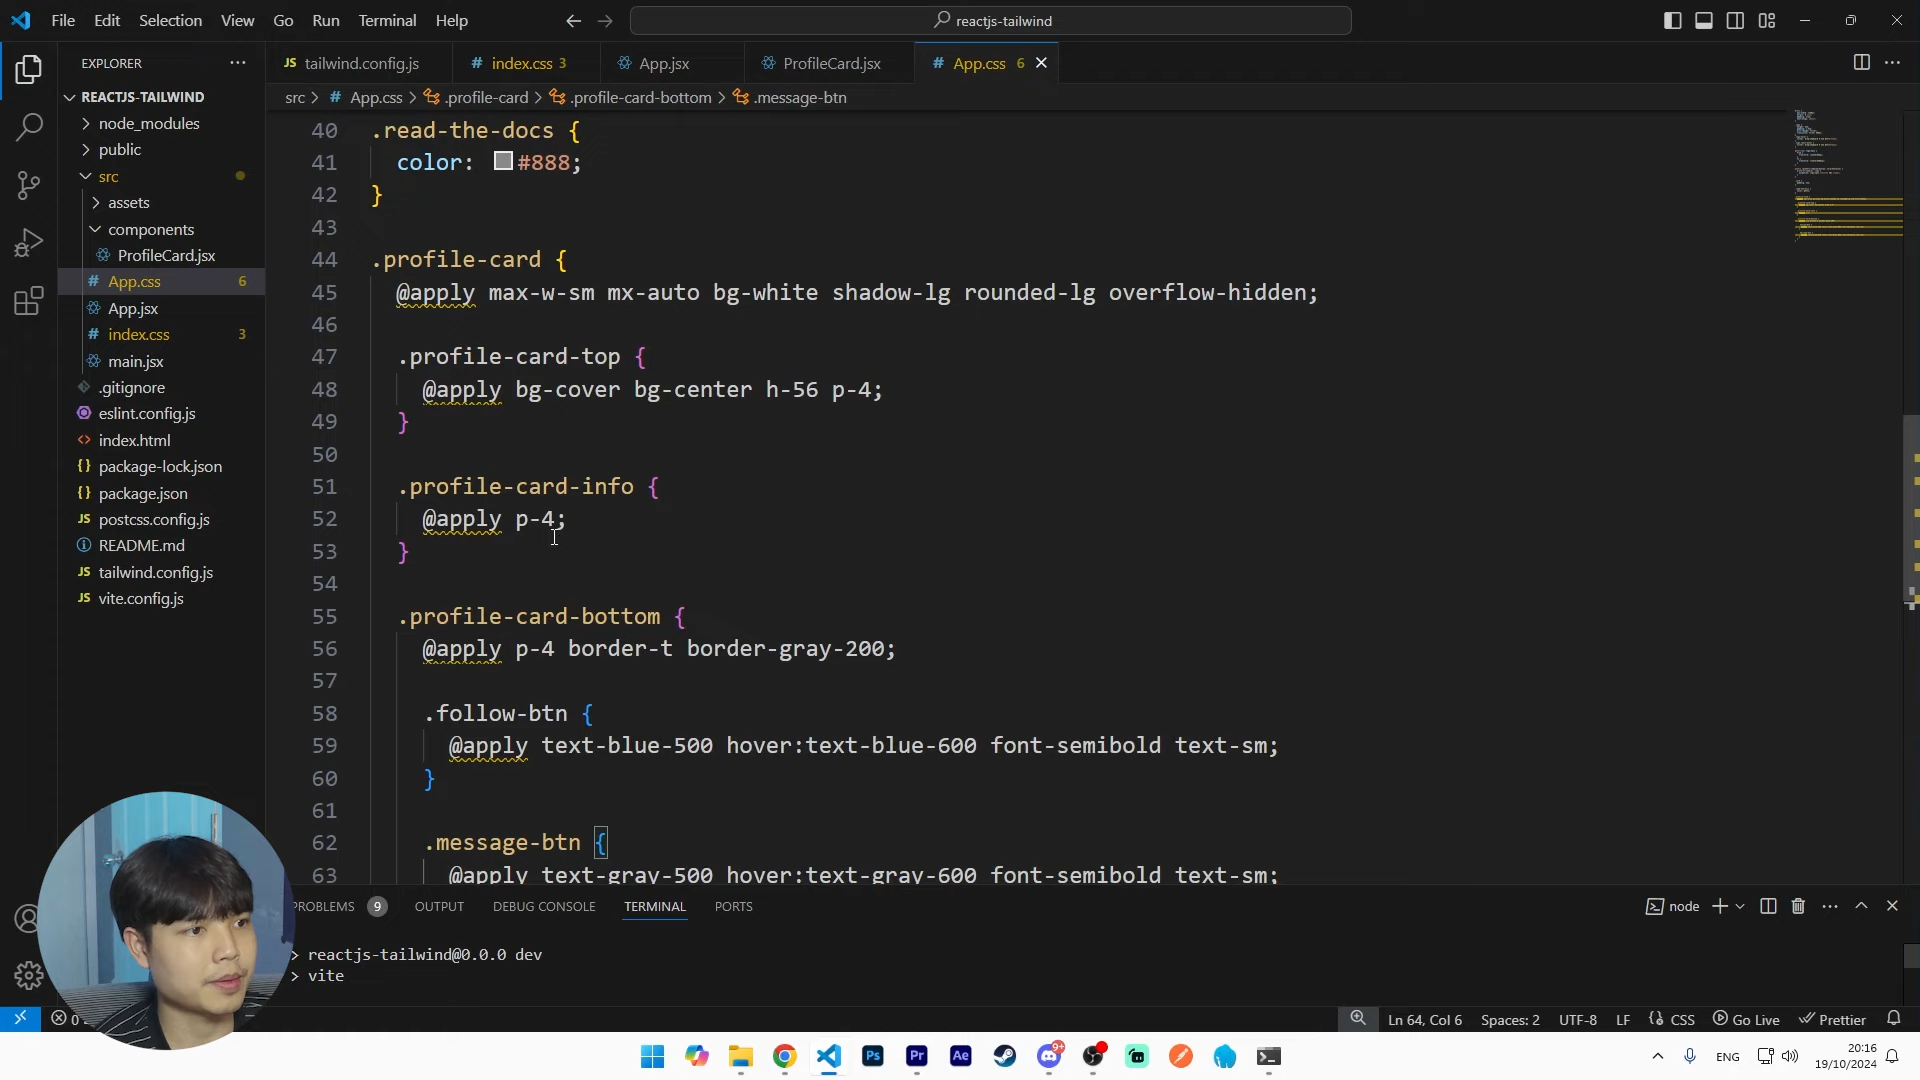 File Edit Selection View Go Run Terminal Help
reactjs-tailwind
EXPLORER
REACTJS-TAILWIND
node_modules
public
src
assets
components
ProfileCard.jsx
App.css 6
App.jsx
index.css 3
main.jsx
.gitignore
eslint.config.js
index.html
package-lock.json
package.json
postcss.config.js
README.md
tailwind.config.js
vite.config.js
tailwind.config.js index.css 3 App.jsx ProfileCard.jsx App.css 6
src > App.css > .profile-card > .profile-card-bottom > .message-btn
40 .read-the-docs {
41 color: #888;
42 }
43
44 .profile-card {
45 @apply max-w-sm mx-auto bg-white shadow-lg rounded-lg overflow-hidden;
46
47 .profile-card-top {
48 @apply bg-cover bg-center h-56 p-4;
49 }
50
51 .profile-card-info {
52 @apply p-4;
53 }
54
55 .profile-card-bottom {
56 @apply p-4 border-t border-gray-200;
57
58 .follow-btn {
59 @apply text-blue-500 hover:text-blue-600 font-semibold text-sm;
60 }
61
62 .message-btn {
63 @apply text-gray-500 hover:text-gray-600 font-semibold text-sm;
PROBLEMS 9 OUTPUT DEBUG CONSOLE TERMINAL PORTS
node
> reactjs-tailwind@0.0.0 dev
> vite
0
Ln 64, Col 6 Spaces: 2 UTF-8 LF CSS Go Live Prettier
ENG
20:16
19/10/2024